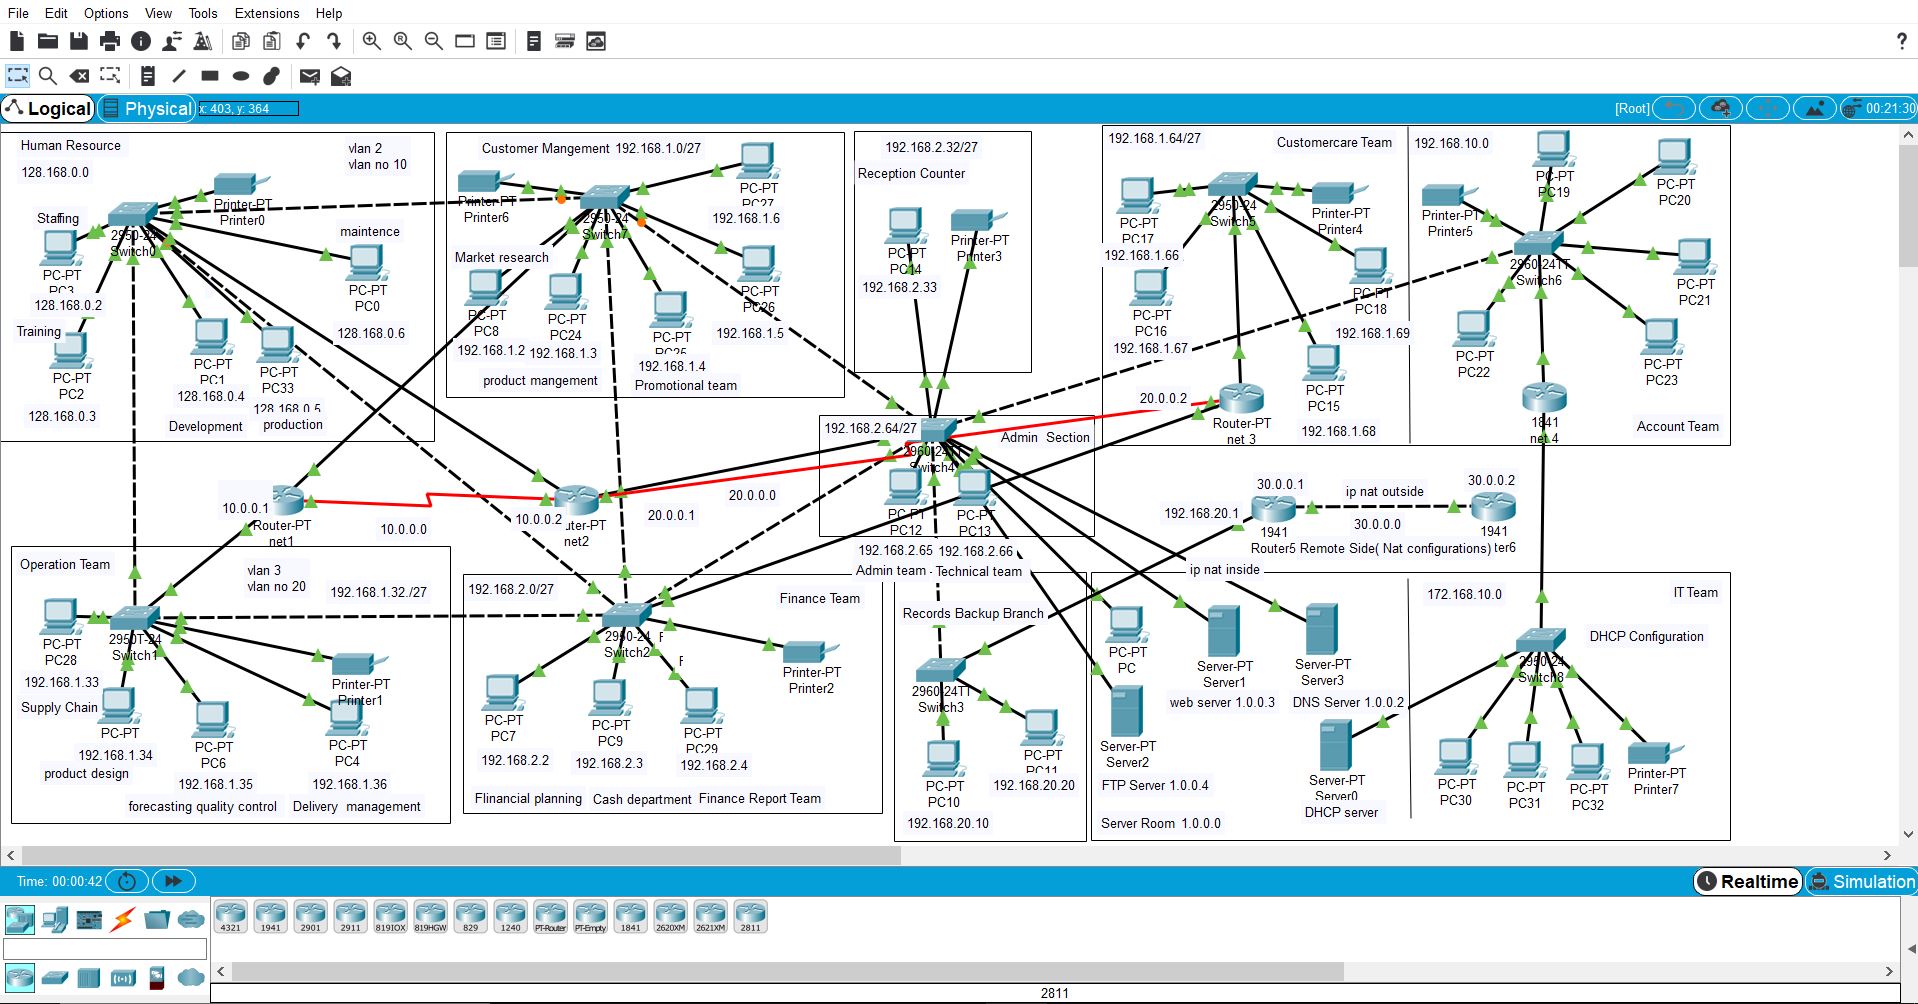 File Edit Options View Tools Extensions Help
?
Logical Physical x: 403, y: 364 [Root] 00:21:30
Human Resource
128.168.0.0
vlan 2
vlan no 10
Printer-PT
Printer0
Staffing
2950-24
Switch0
PC-PT
PC3
128.168.0.2
maintence
PC-PT
PC0
128.168.0.6
Training
PC-PT
PC2
128.168.0.3
PC-PT
PC1
128.168.0.4
Development
PC-PT
PC33
128.168.0.5
production
Customer Mangement 192.168.1.0/27
Printer-PT
Printer6
2950-24
Switch7
PC-PT
PC27
192.168.1.6
Market research
PC-PT
PC8
192.168.1.2
PC-PT
PC24
192.168.1.3
PC-PT
PC25
192.168.1.4
PC-PT
PC26
192.168.1.5
product mangement
Promotional team
192.168.2.32/27
Reception Counter
PC-PT
PC14
192.168.2.33
Printer-PT
Printer3
192.168.1.64/27
Customercare Team
PC-PT
PC17
192.168.1.66
2950-24
Switch5
Printer-PT
Printer4
PC-PT
PC18
192.168.1.69
PC-PT
PC16
192.168.1.67
PC-PT
PC15
192.168.1.68
20.0.0.2
Router-PT
net 3
192.168.10.0
PC-PT
PC19
PC-PT
PC20
Printer-PT
Printer5
2960-24TT
Switch6
PC-PT
PC21
PC-PT
PC22
PC-PT
PC23
1841
net 4
Account Team
192.168.2.64/27
Admin Section
2960-24TT
Switch4
PC-PT
PC12
192.168.2.65
PC-PT
PC13
192.168.2.66
Admin team - Technical team
10.0.0.1
Router-PT
net1
10.0.0.0
10.0.0.2
uter-PT
net2
20.0.0.1
20.0.0.0
30.0.0.1
ip nat outside
30.0.0.2
192.168.20.1
1941
30.0.0.0
1941
Router5 Remote Side( Nat configurations) ter6
ip nat inside
Operation Team
vlan 3
vlan no 20
192.168.1.32./27
PC-PT
PC28
192.168.1.33
2950T-24
Switch1
Printer-PT
Printer1
Supply Chain
PC-PT
192.168.1.34
product design
PC-PT
PC6
192.168.1.35
PC-PT
PC4
192.168.1.36
forecasting quality control Delivery management
192.168.2.0/27
Finance Team
2950-24
Switch2
F
F
Printer-PT
Printer2
PC-PT
PC7
192.168.2.2
PC-PT
PC9
192.168.2.3
PC-PT
PC29
192.168.2.4
Flinancial planning Cash department Finance Report Team
Records Backup Branch
2960-24TT
Switch3
PC-PT
PC10
192.168.20.10
PC-PT
PC11
192.168.20.20
PC-PT
PC
Server-PT
Server1
web server 1.0.0.3
Server-PT
Server3
DNS Server 1.0.0.2
Server-PT
Server2
FTP Server 1.0.0.4
Server Room 1.0.0.0
Server-PT
Server0
DHCP server
172.168.10.0
IT Team
DHCP Configuration
2950-24
Switch8
PC-PT
PC30
PC-PT
PC31
PC-PT
PC32
Printer-PT
Printer7
Time: 00:00:42
Realtime Simulation
4321 1941 2901 2911 819IOX 819HGW 829 1240 PT-Router PT-Empty 1841 2620XM 2621XM 2811
2811